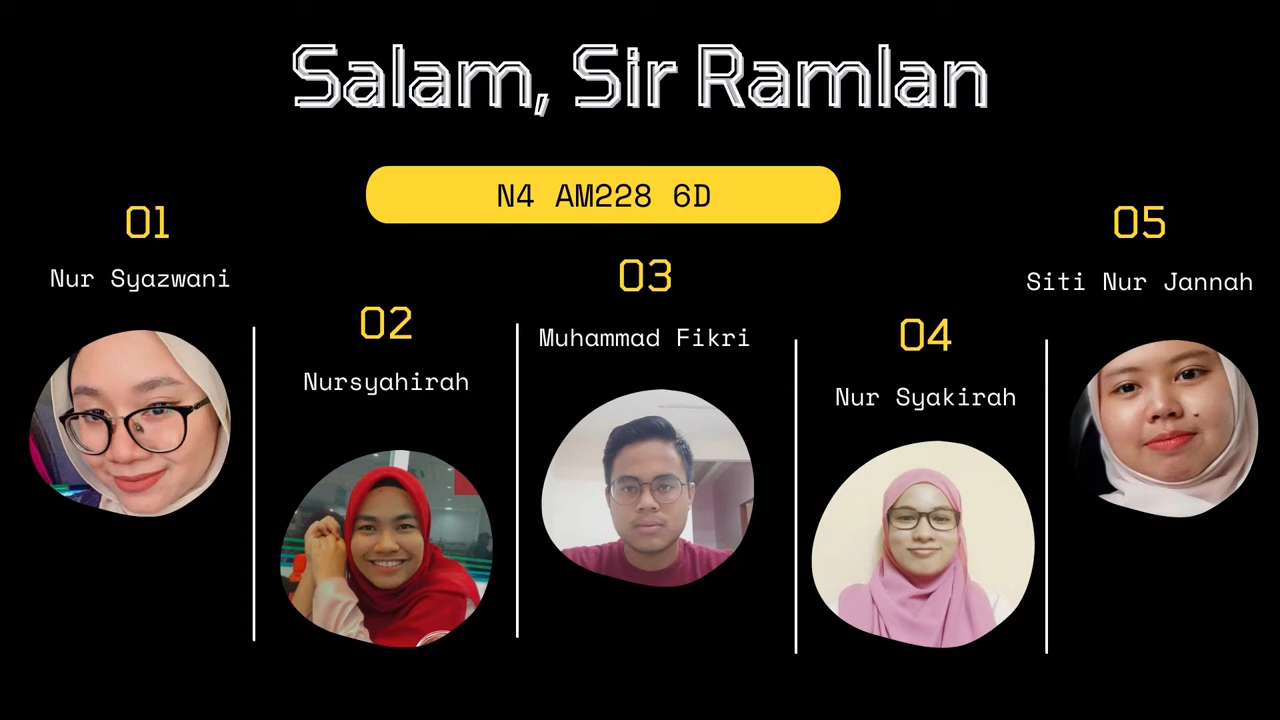 Salam, Sir Ramlan
N4 AM228 6D
01
Nur Syazwani
02
Nursyahirah
03
Muhammad Fikri
04
Nur Syakirah
05
Siti Nur Jannah